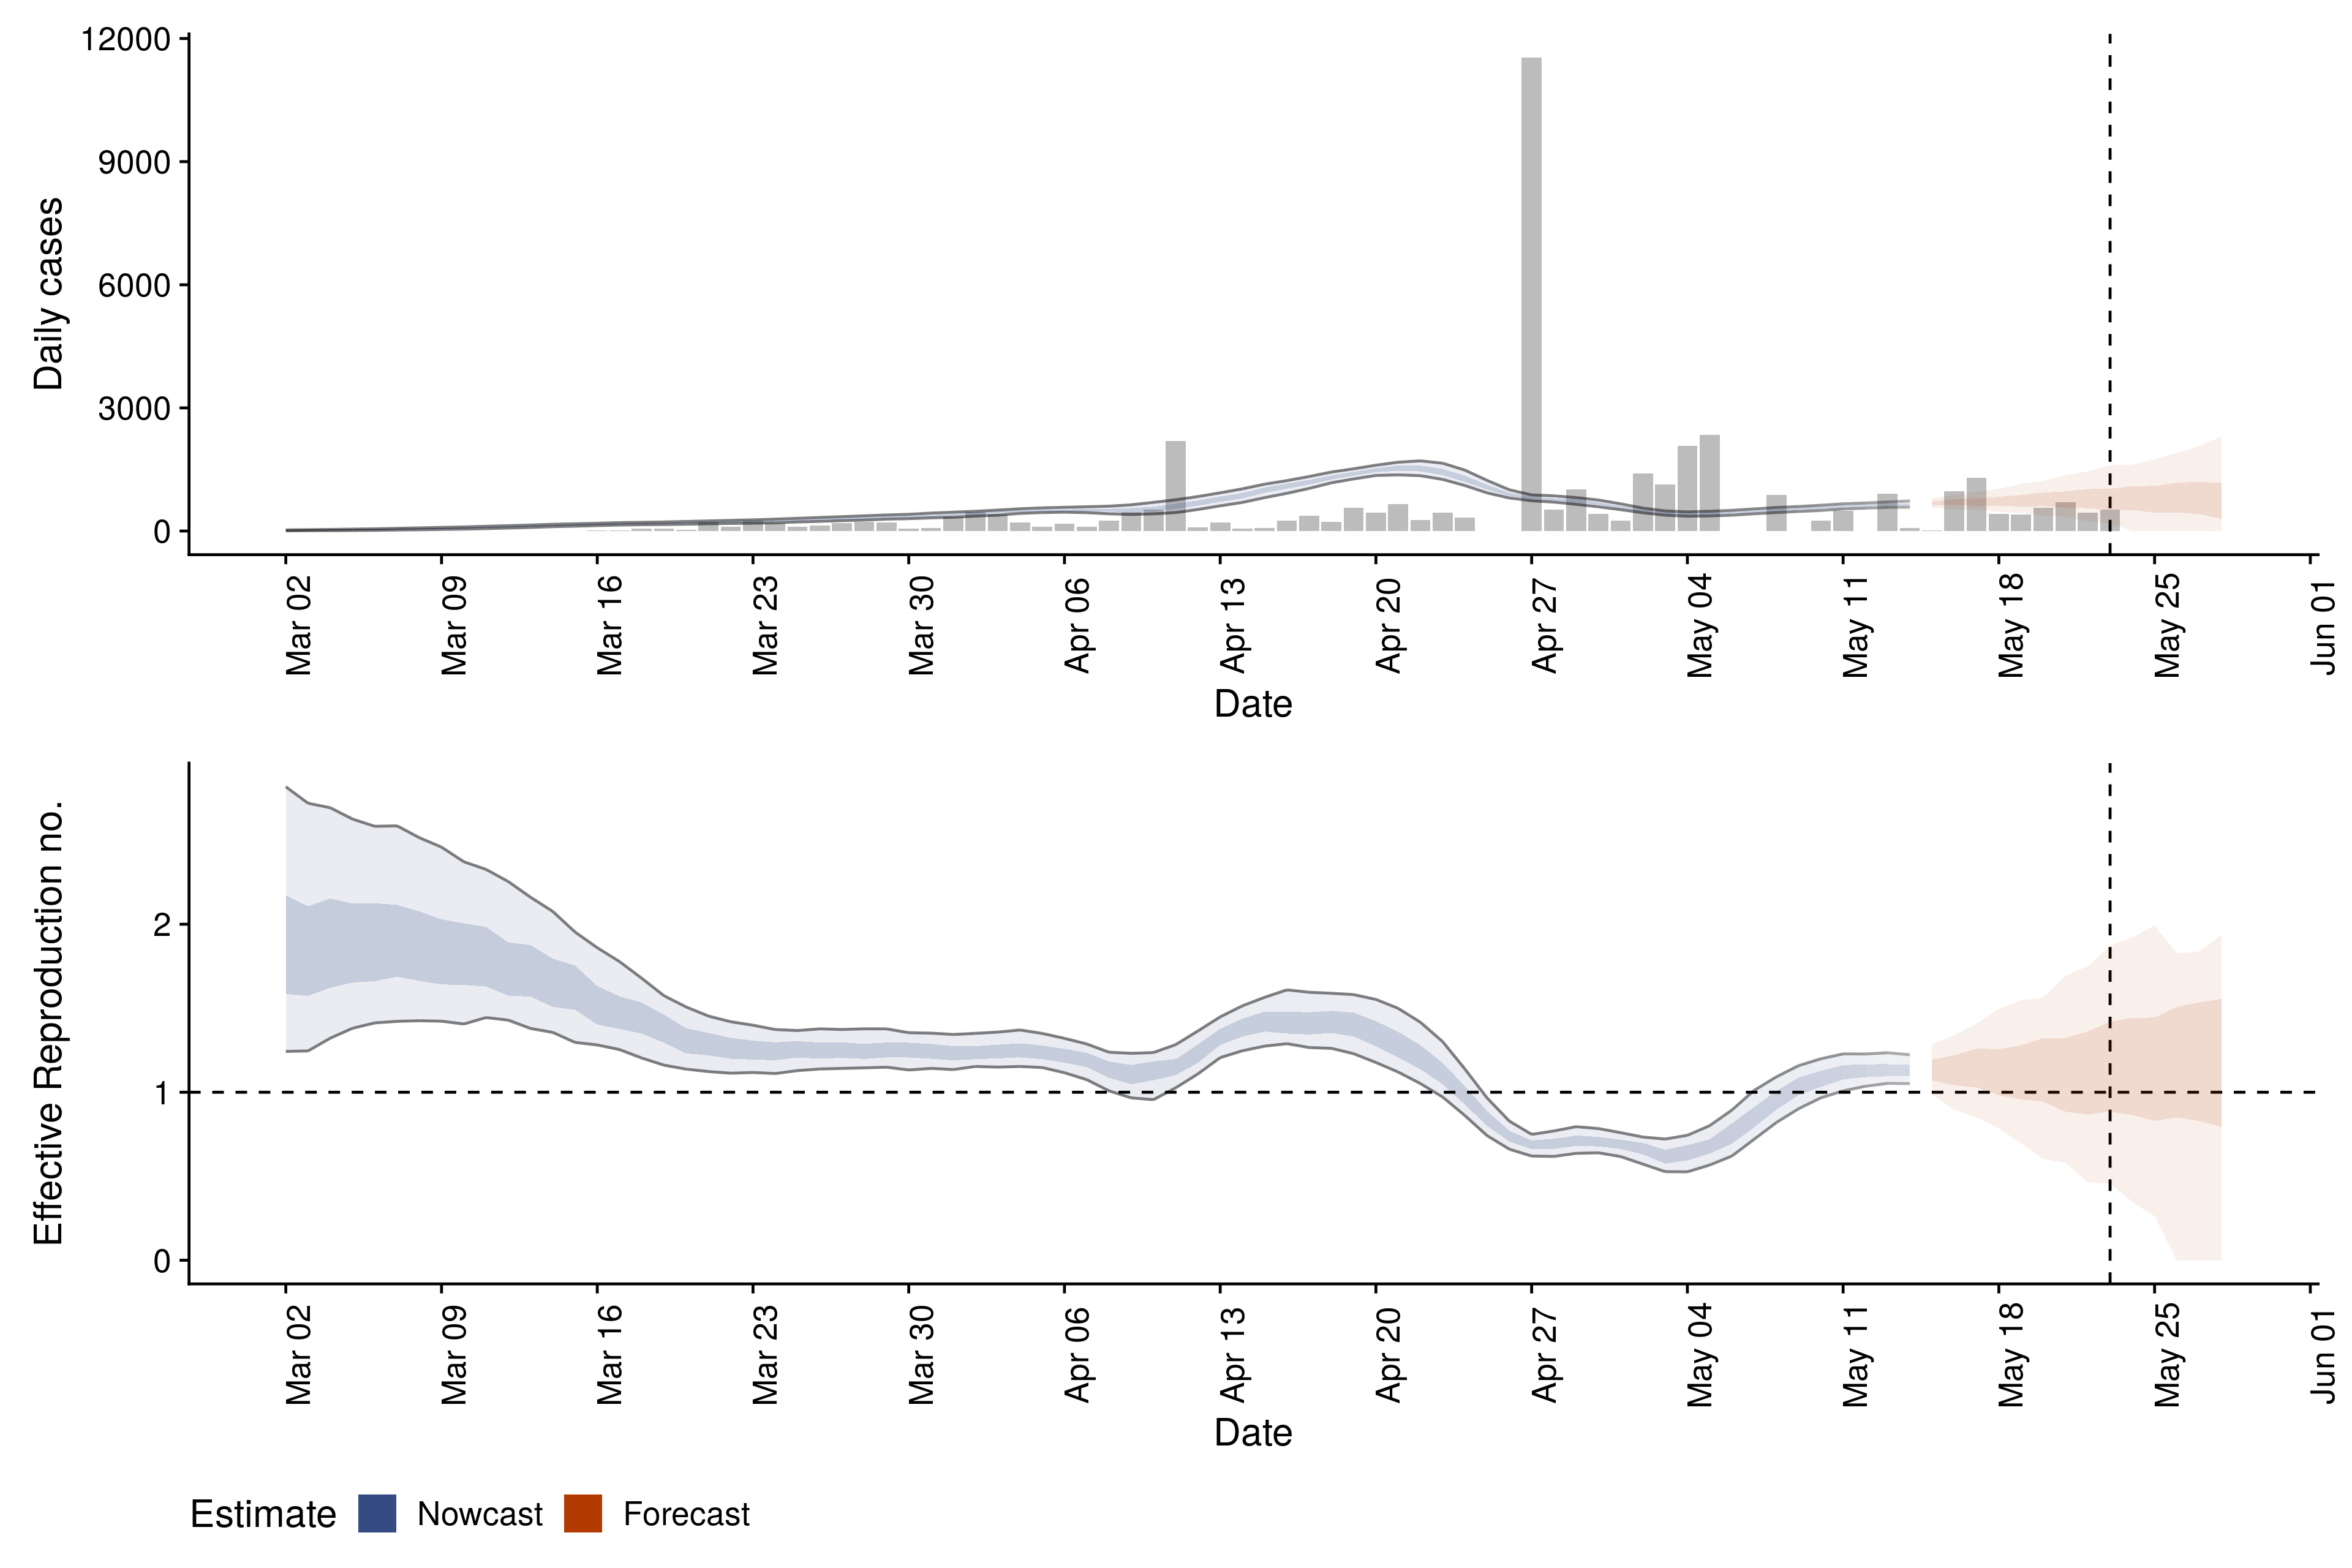 12000
9000
6000
3000
0
Daily cases
Mar 02
Mar 09
Mar 16
Mar 23
Mar 30
Apr 06
Apr 13
Apr 20
Apr 27
May 04
May 11
May 18
May 25
Jun 01
Date
2
1
0
Effective Reproduction no.
Mar 02
Mar 09
Mar 16
Mar 23
Mar 30
Apr 06
Apr 13
Apr 20
Apr 27
May 04
May 11
May 18
May 25
Jun 01
Date
Estimate Nowcast Forecast